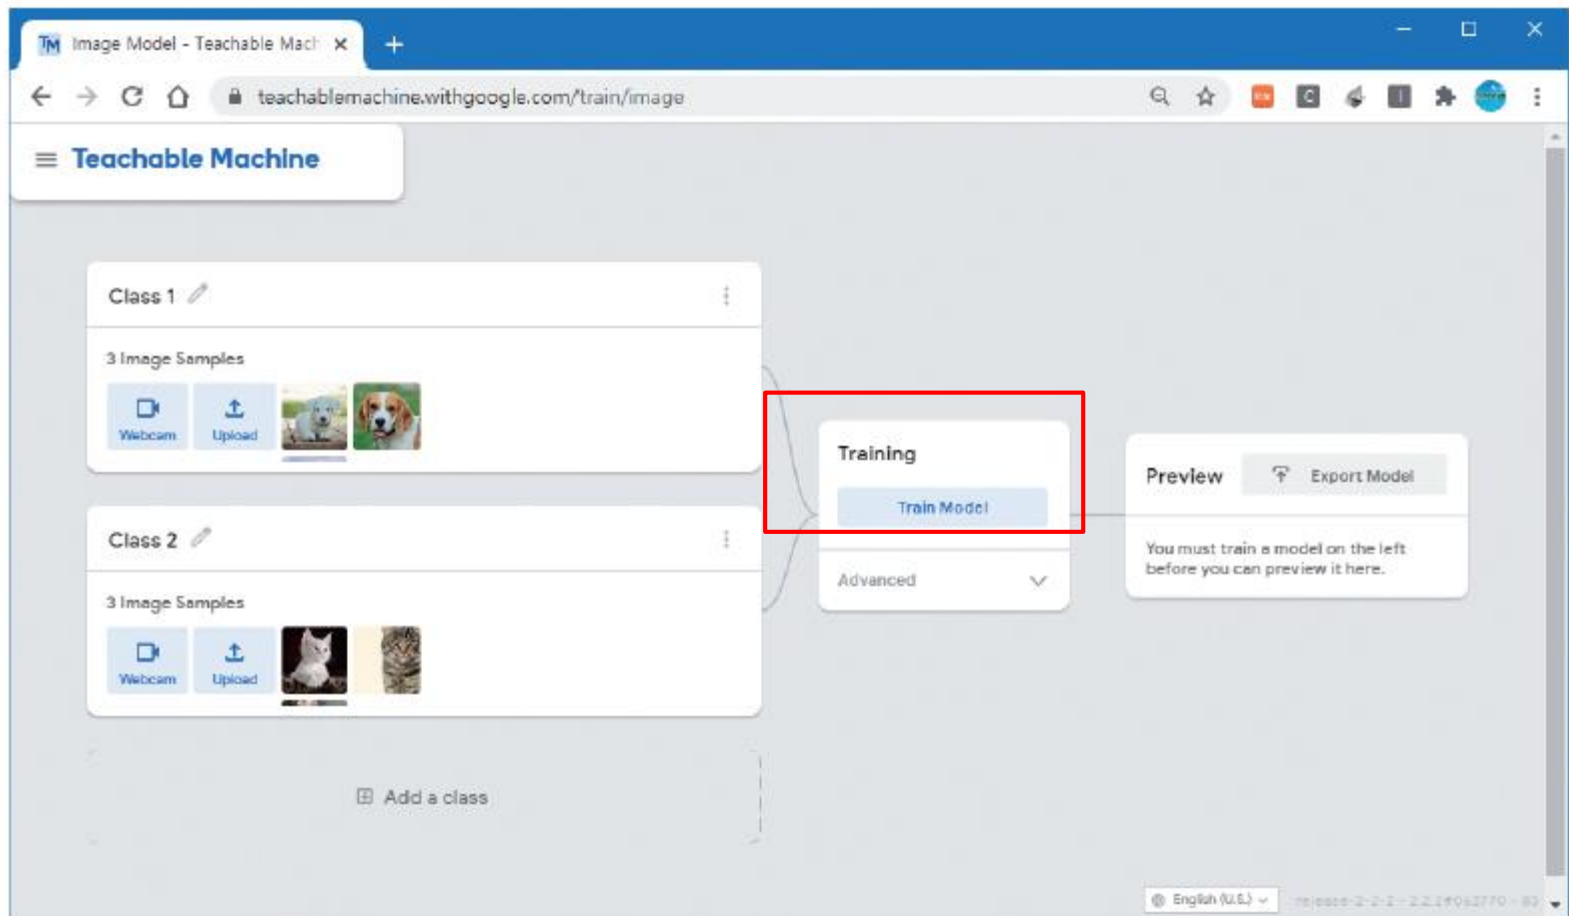 Image Model - Teachable Mach
teachablemachine.withgoogle.com/train/image
Teachable Machine
Class 1
3 Image Samples
Webcam
Upload
Class 2
3 Image Samples
Webcam
Upload
Add a class
Training
Train Model
Advanced
Preview
Export Model
You must train a model on the left
before you can preview it here.
English (U.S.)